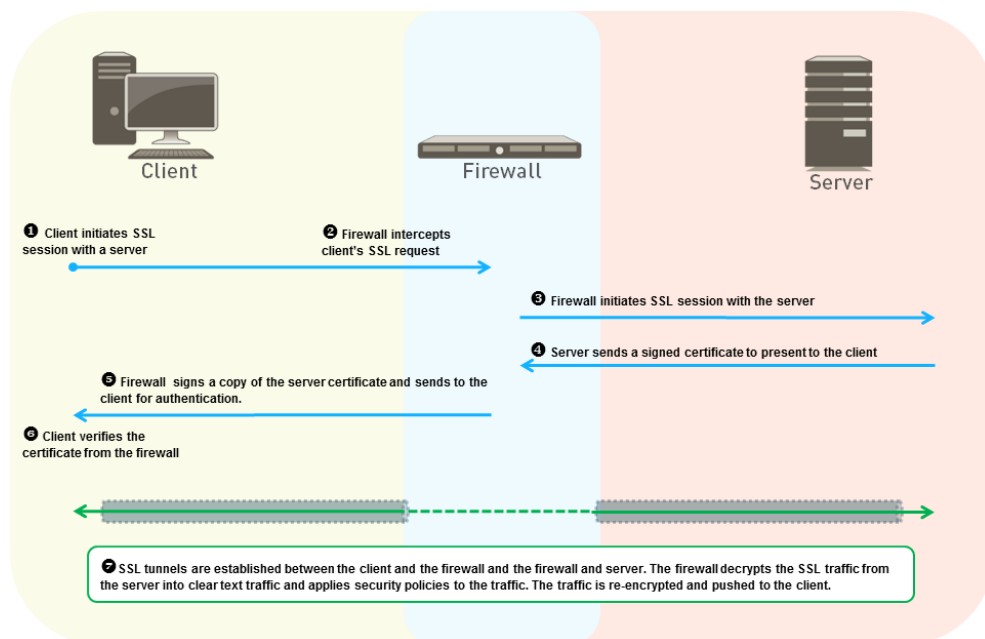 Client
Firewall
Server
❶ Client initiates SSL
session with a server
❷ Firewall intercepts
client's SSL request
❸ Firewall initiates SSL session with the server
❹ Server sends a signed certificate to present to the client
❺ Firewall signs a copy of the server certificate and sends to the
client for authentication.
❻ Client verifies the
certificate from the firewall
❼ SSL tunnels are established between the client and the firewall and the firewall and server. The firewall decrypts the SSL traffic from
the server into clear text traffic and applies security policies to the traffic. The traffic is re-encrypted and pushed to the client.